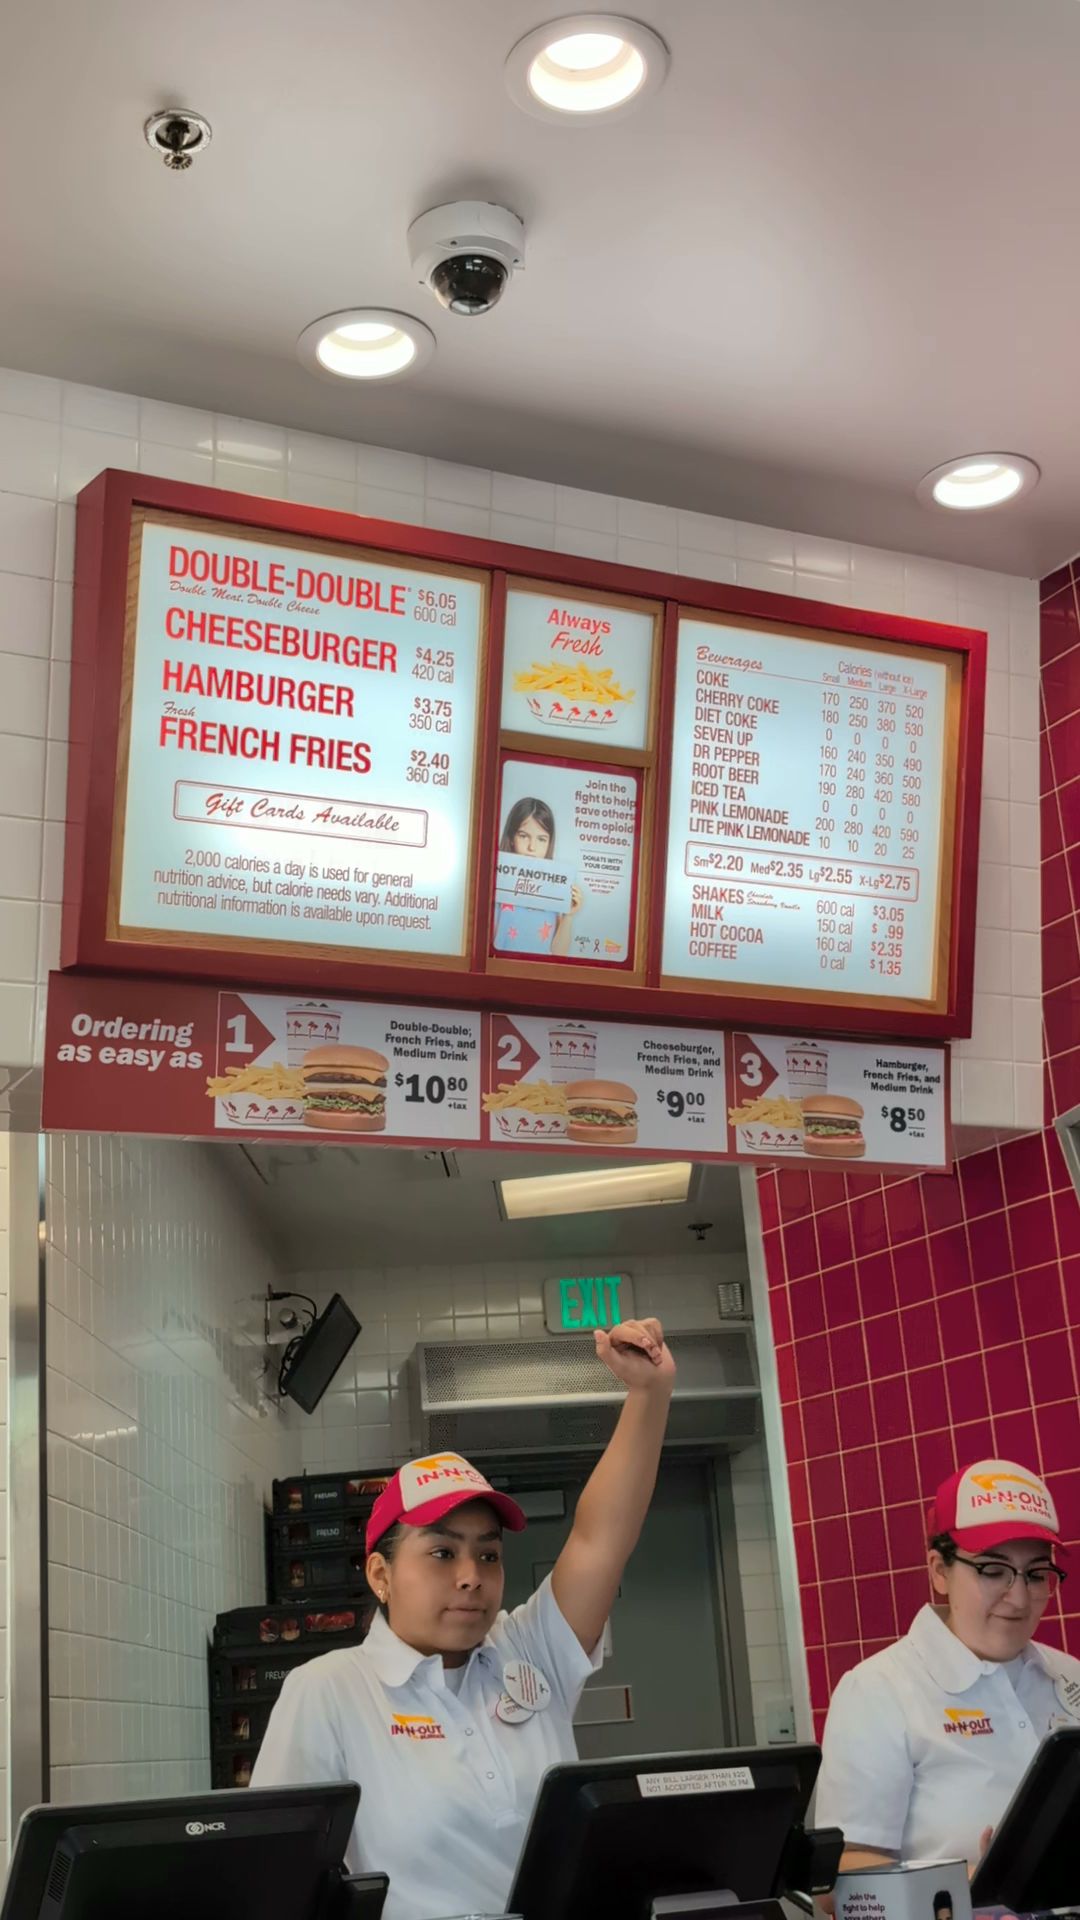 DOUBLE-DOUBLE® $6.05
Double Meat, Double Cheese 600 cal
CHEESEBURGER $4.25
420 cal
HAMBURGER $3.75
350 cal
Fresh
FRENCH FRIES $2.40
360 cal
Gift Cards Available
2,000 calories a day is used for general
nutrition advice, but calorie needs vary. Additional
nutritional information is available upon request.
Always
Fresh
Join the
fight to help
save others
from opioid
overdose.
DONATE WITH
YOUR ORDER
NOT ANOTHER
father
Beverages Calories (without ice)
Small Medium Large X-Large
COKE 170 250 370 520
CHERRY COKE 180 250 380 530
DIET COKE 0 0 0 0
SEVEN UP 160 240 350 490
DR PEPPER 170 240 360 500
ROOT BEER 190 280 420 580
ICED TEA 0 0 0 0
PINK LEMONADE 200 280 420 590
LITE PINK LEMONADE 10 10 20 25
Sm$2.20 Med$2.35 Lg$2.55 X-Lg$2.75
SHAKES Chocolate Strawberry Vanilla 600 cal $3.05
MILK 150 cal $ .99
HOT COCOA 160 cal $2.35
COFFEE 0 cal $1.35
Ordering
as easy as
1
Double-Double,
French Fries, and
Medium Drink
$10 80
+tax
2
Cheeseburger,
French Fries, and
Medium Drink
$9 00
+tax
3
Hamburger,
French Fries, and
Medium Drink
$8 50
+tax
EXIT
FREUND
FREUND
FREUND
IN-N-O
IN-N-OUT
BURGER
IN-N-OUT
BURGER
IN-N-OUT
BURGER
100%
ANY BILL LARGER THAN $20
NOT ACCEPTED AFTER 10 PM
NCR
Join the
fight to help
save others